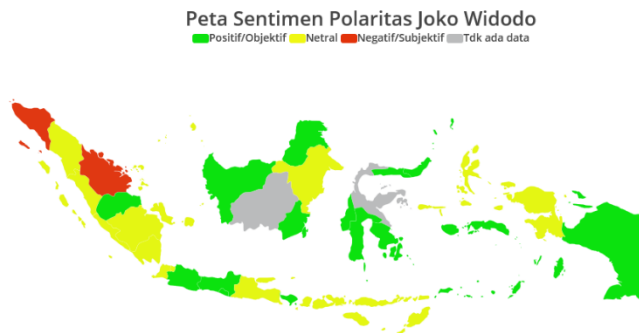 Peta Sentimen Polaritas Joko Widodo
Positif/Objektif Netral Negatif/Subjektif Tdk ada data